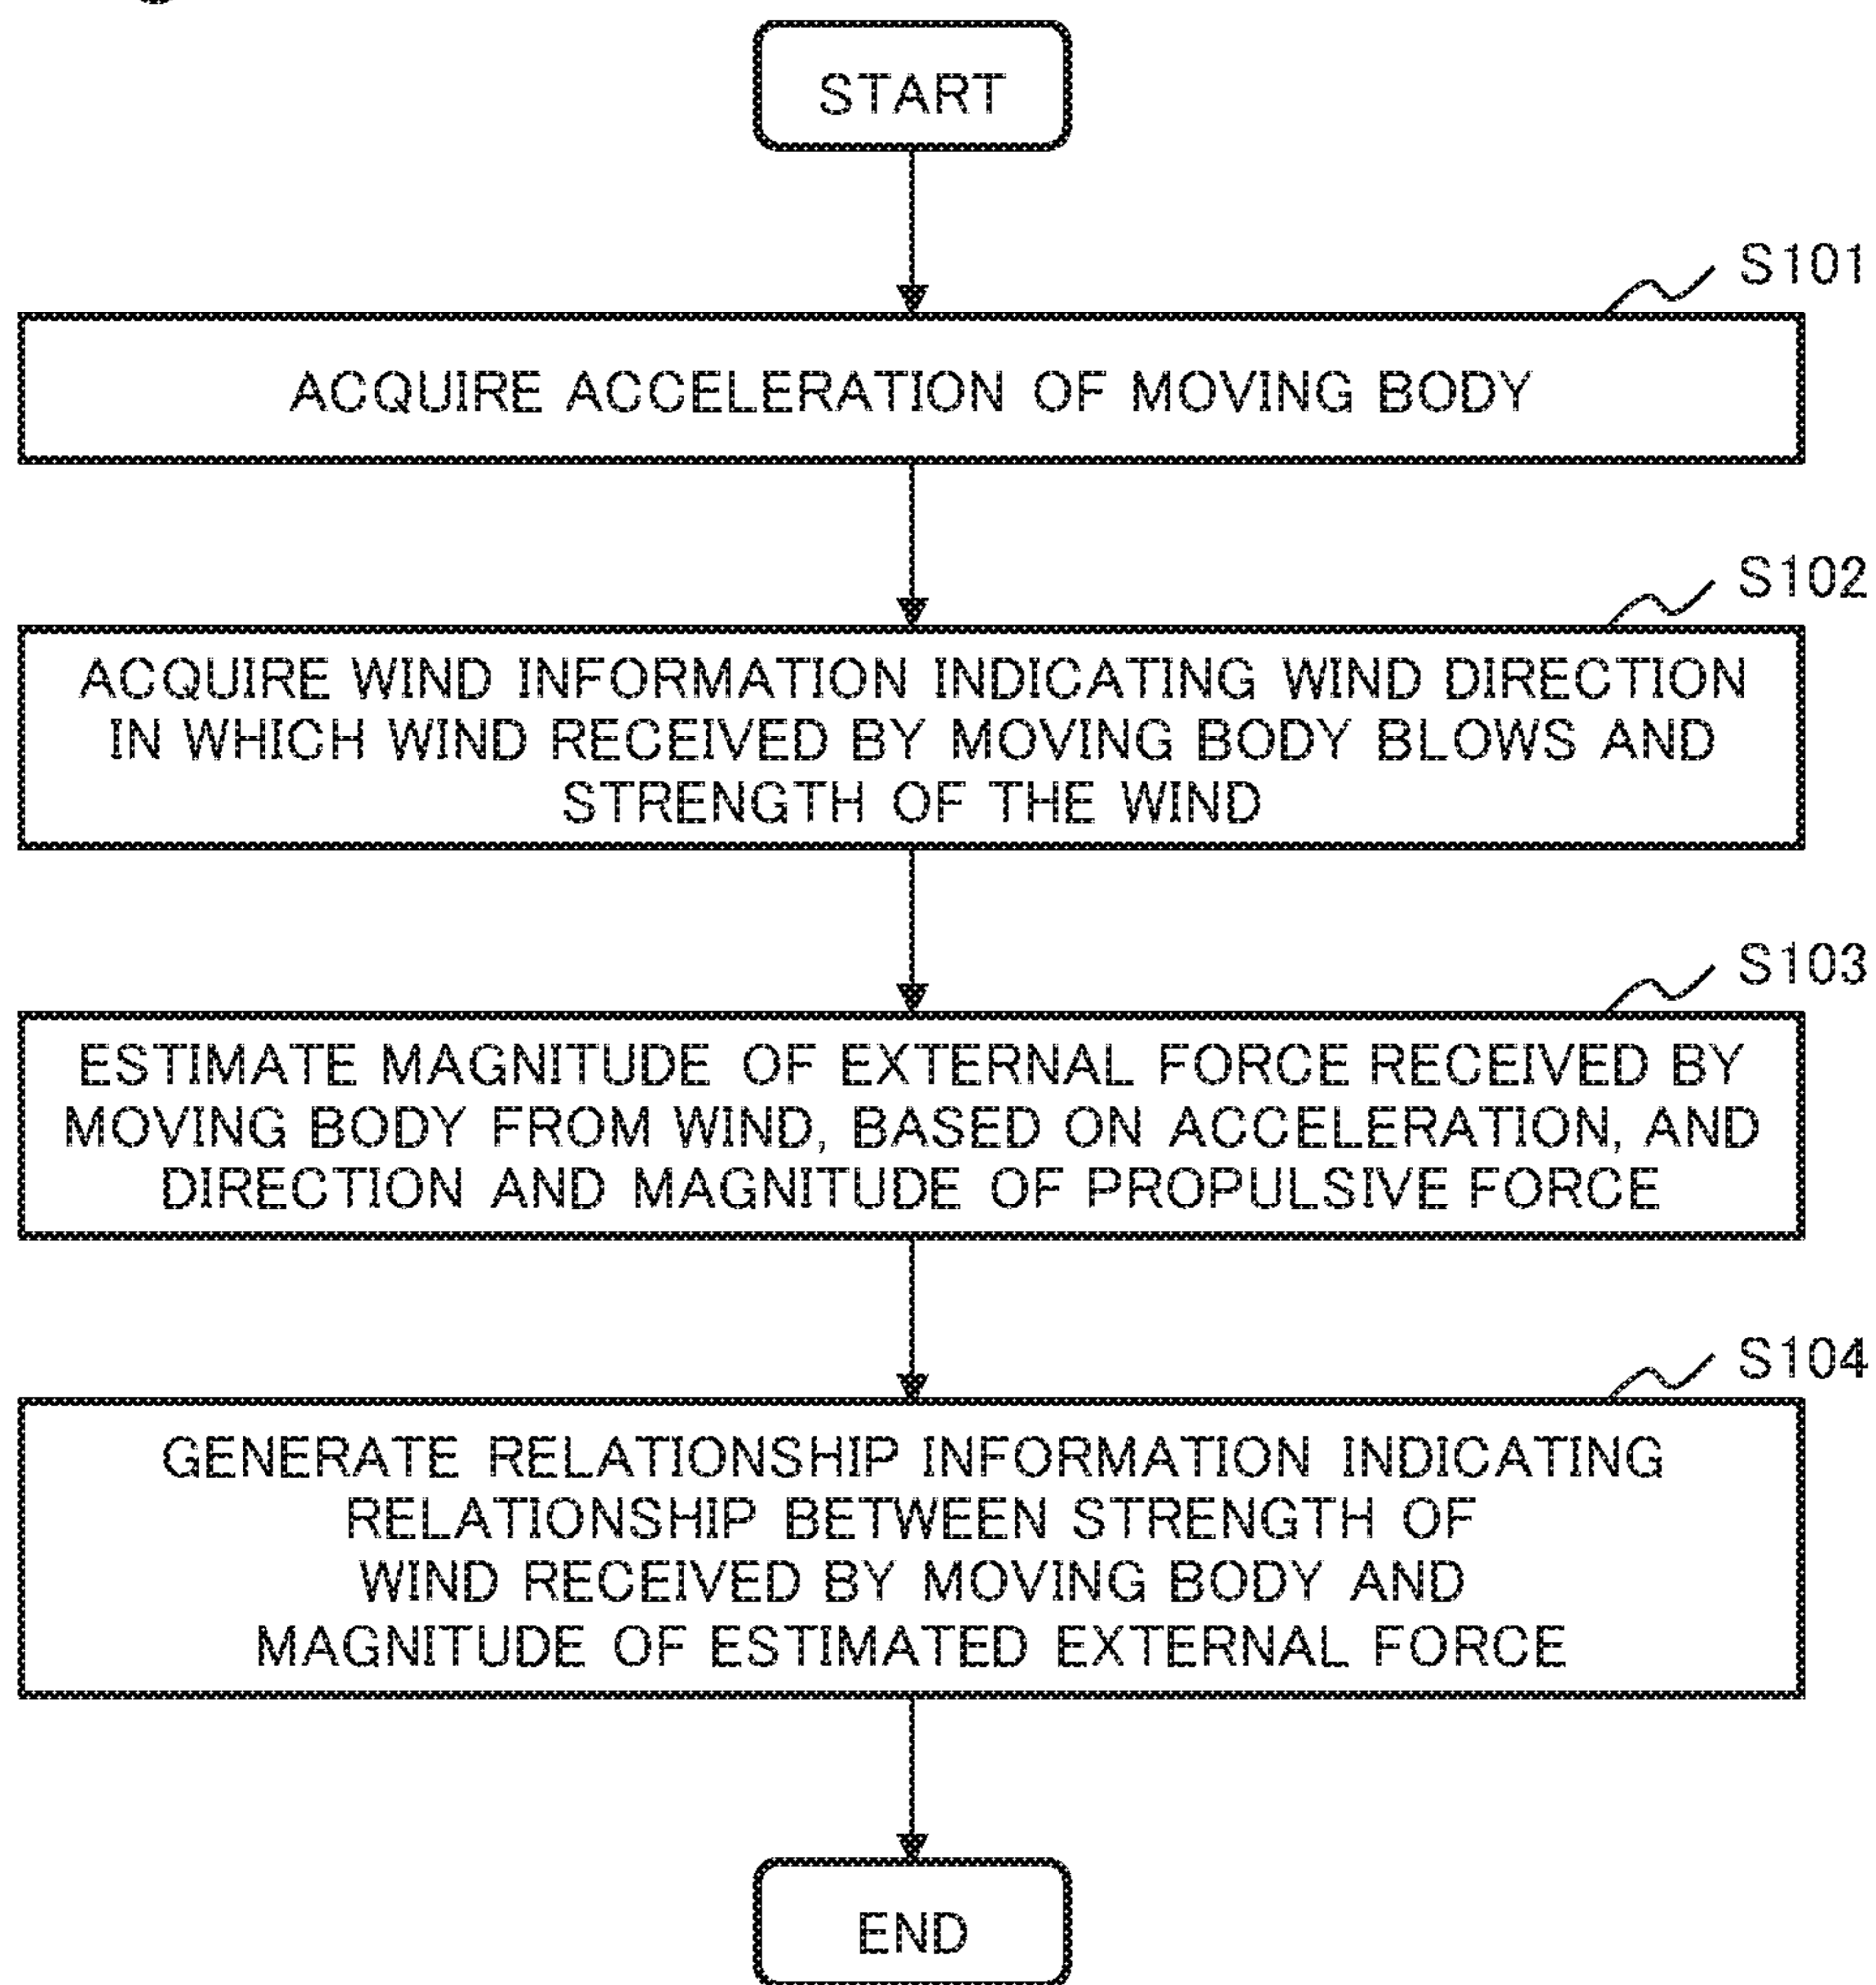 START
S101
ACQUIRE ACCELERATION OF MOVING BODY
S102
ACQUIRE WIND INFORMATION INDICATING WIND DIRECTION
IN WHICH WIND RECEIVED BY MOVING BODY BLOWS AND
STRENGTH OF THE WIND
S103
ESTIMATE MAGNITUDE OF EXTERNAL FORCE RECEIVED BY
MOVING BODY FROM WIND, BASED ON ACCELERATION, AND
DIRECTION AND MAGNITUDE OF PROPULSIVE FORCE
S104
GENERATE RELATIONSHIP INFORMATION INDICATING
RELATIONSHIP BETWEEN STRENGTH OF
WIND RECEIVED BY MOVING BODY AND
MAGNITUDE OF ESTIMATED EXTERNAL FORCE
END